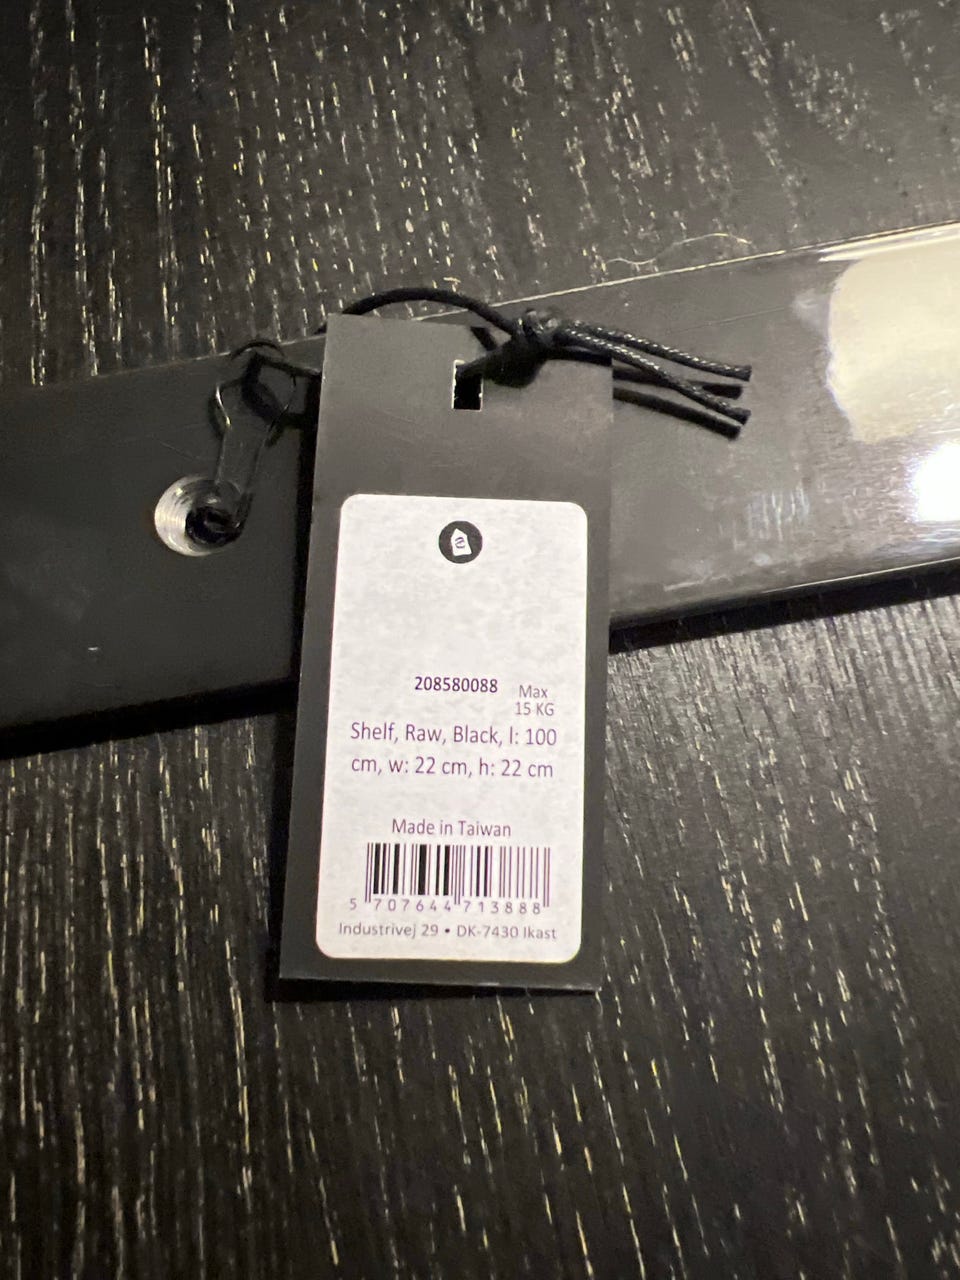 208580088
Max
15 KG
Shelf, Raw, Black, l: 100
cm, w: 22 cm, h: 22 cm
Made in Taiwan
5 707644 713888
Industrivej 29 • DK-7430 Ikast